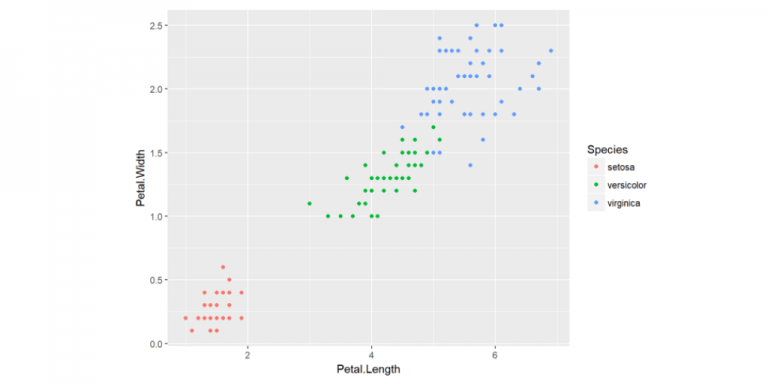 2.5
2.0
1.5
1.0
0.5
0.0
Petal.Width
2 4 6
Petal.Length
Species
setosa
versicolor
virginica